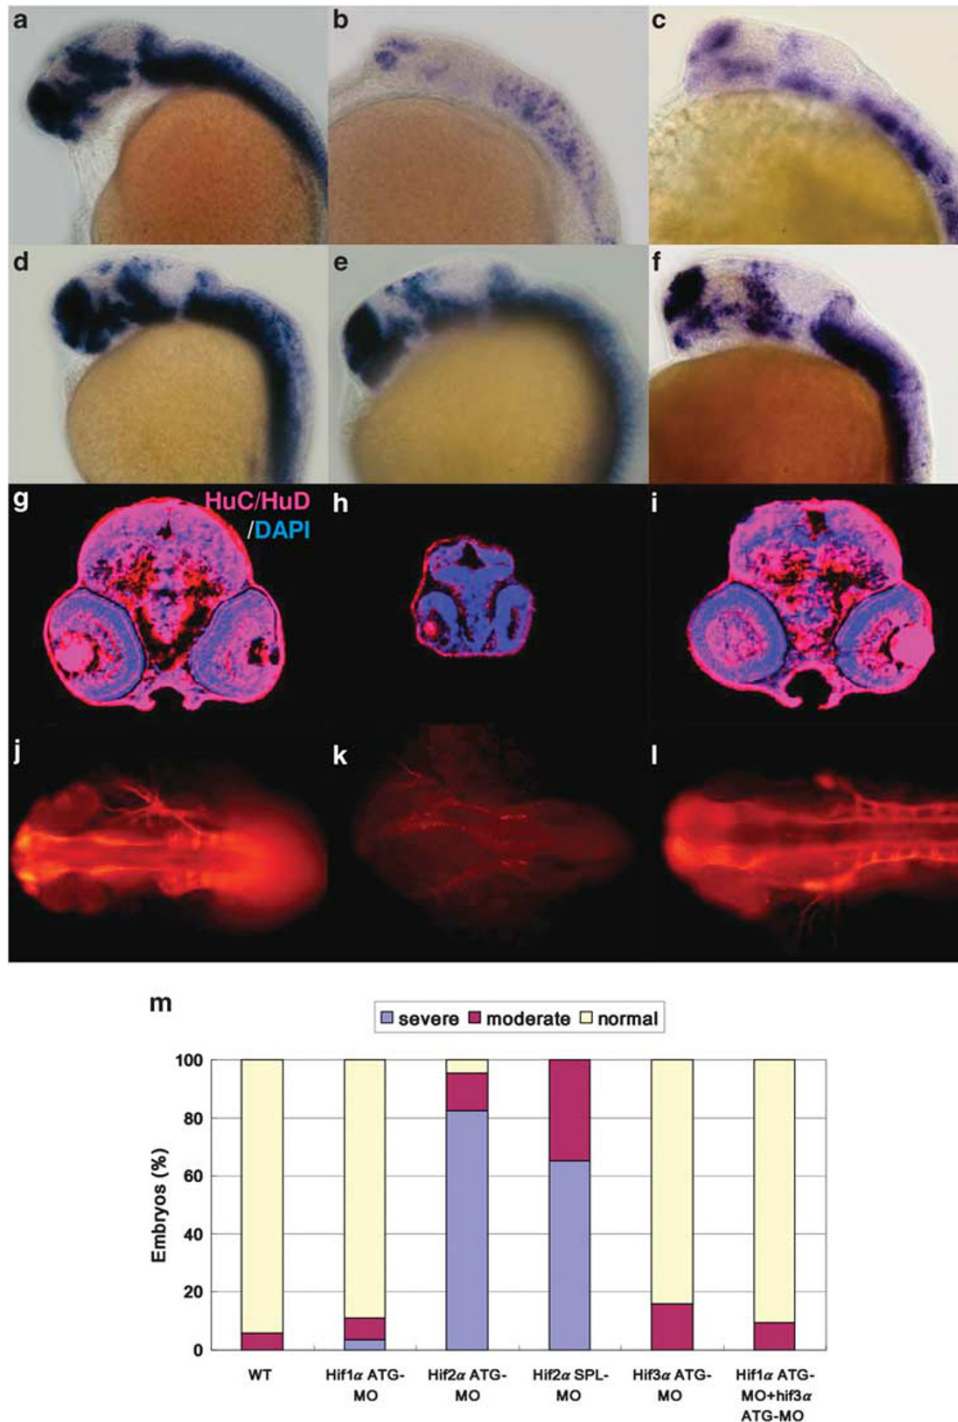 a
b
c
d
e
f
g
HuC/HuD
/DAPI
h
i
j
k
l
m
severe moderate normal
100
80
60
40
20
0
Embryos (%)
WT
Hif1α ATG-
MO
Hif2α ATG-
MO
Hif2α SPL-
MO
Hif3α ATG-
MO
Hif1α ATG-
MO+hif3α
ATG-MO